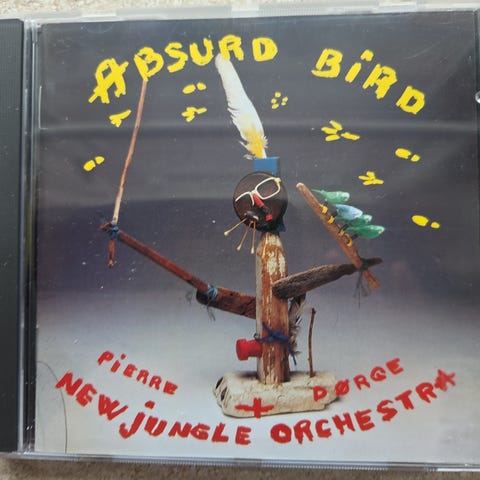 ABSURD BIRD
PIERRE + DØRGE
NEW JUNGLE ORCHESTRA